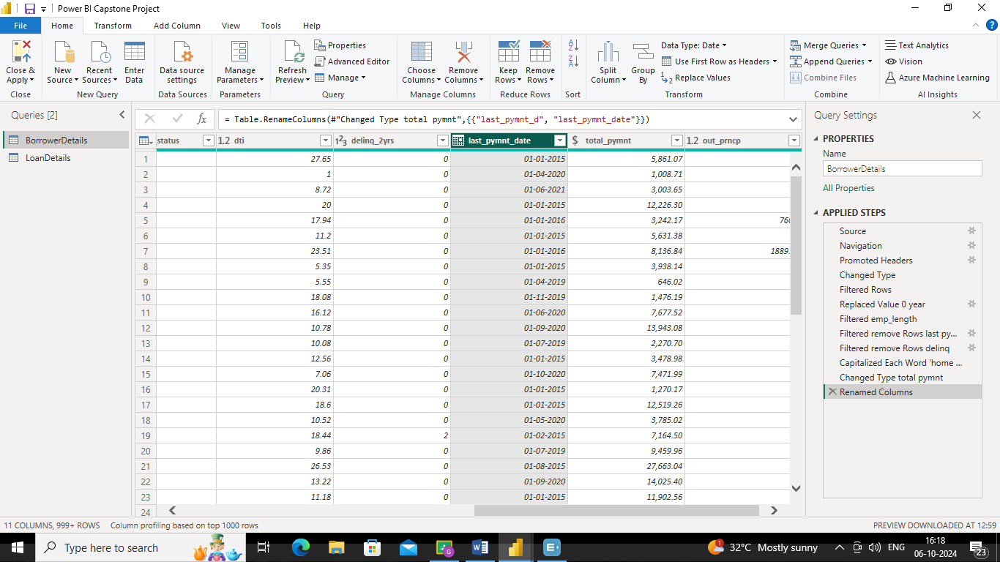 Power BI Capstone Project
File Home Transform Add Column View Tools Help
Close & Apply
New Source
Recent Sources
Enter Data
Data source settings
Manage Parameters
Refresh Preview
Properties
Advanced Editor
Manage
Choose Columns
Remove Columns
Keep Rows
Remove Rows
Split Column
Group By
Data Type: Date
Use First Row as Headers
Replace Values
Merge Queries
Append Queries
Combine Files
Text Analytics
Vision
Azure Machine Learning
Close New Query Data Sources Parameters Query Manage Columns Reduce Rows Sort Transform Combine AI Insights
Queries [2]
BorrowerDetails
LoanDetails
= Table.RenameColumns(#"Changed Type total pymnt",{{"last_pymnt_d", "last_pymnt_date"}})
status 1.2 dti 123 delinq_2yrs last_pymnt_date $ total_pymnt 1.2 out_prncp
1 27.65 0 01-01-2015 5,861.07
2 1 0 01-04-2020 1,008.71
3 8.72 0 01-06-2021 3,003.65
4 20 0 01-01-2015 12,226.30
5 17.94 0 01-01-2016 3,242.17 760
6 11.2 0 01-01-2015 5,631.38
7 23.51 0 01-01-2016 8,136.84 1889.
8 5.35 0 01-01-2015 3,938.14
9 5.55 0 01-04-2019 646.02
10 18.08 0 01-11-2019 1,476.19
11 16.12 0 01-06-2020 7,677.52
12 10.78 0 01-09-2020 13,943.08
13 10.08 0 01-07-2019 2,270.70
14 12.56 0 01-01-2015 3,478.98
15 7.06 0 01-10-2020 7,471.99
16 20.31 0 01-01-2015 1,270.17
17 18.6 0 01-01-2015 12,519.26
18 10.52 0 01-05-2020 3,785.02
19 18.44 2 01-02-2015 7,164.50
20 9.86 0 01-07-2019 9,459.96
21 26.53 0 01-08-2015 27,663.04
22 13.22 0 01-09-2020 14,025.40
23 11.18 0 01-01-2015 11,902.56
24
Query Settings
PROPERTIES
Name
BorrowerDetails
All Properties
APPLIED STEPS
Source
Navigation
Promoted Headers
Changed Type
Filtered Rows
Replaced Value 0 year
Filtered emp_length
Filtered remove Rows last py...
Filtered remove Rows delinq
Capitalized Each Word 'home ...
Changed Type total pymnt
Renamed Columns
11 COLUMNS, 999+ ROWS Column profiling based on top 1000 rows
PREVIEW DOWNLOADED AT 12:59
Type here to search
32°C Mostly sunny
ENG
16:18
06-10-2024
23